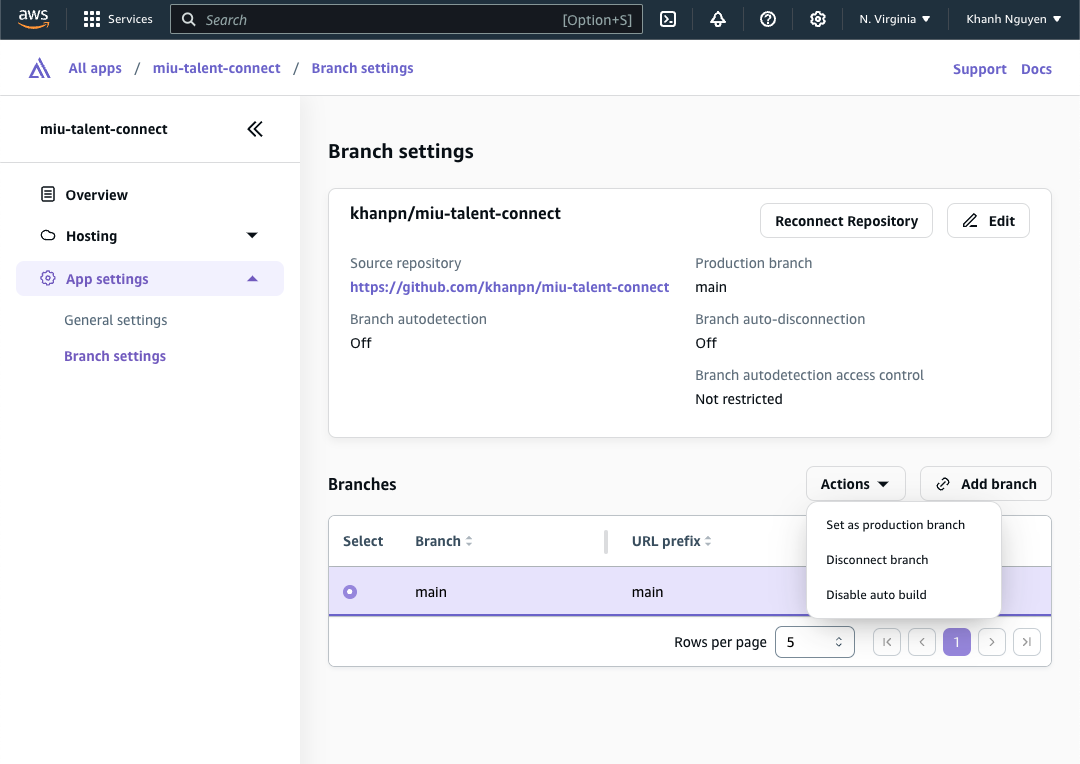 aws Services Search [Option+S] N. Virginia Khanh Nguyen
All apps / miu-talent-connect / Branch settings Support Docs
miu-talent-connect
Overview
Hosting
App settings
General settings
Branch settings
Branch settings
khanpn/miu-talent-connect Reconnect Repository Edit
Source repository Production branch
https://github.com/khanpn/miu-talent-connect main
Branch autodetection Branch auto-disconnection
Off Off
Branch autodetection access control
Not restricted
Branches Actions Add branch
Set as production branch
Disconnect branch
Disable auto build
Select Branch URL prefix
main main
Rows per page 5 1